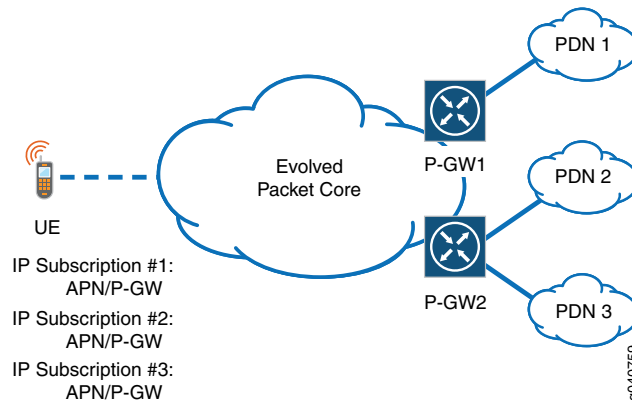 PDN 1
P-GW1
Evolved
Packet Core
PDN 2
UE
P-GW2
PDN 3
IP Subscription #1:
APN/P-GW
IP Subscription #2:
APN/P-GW
IP Subscription #3:
APN/P-GW